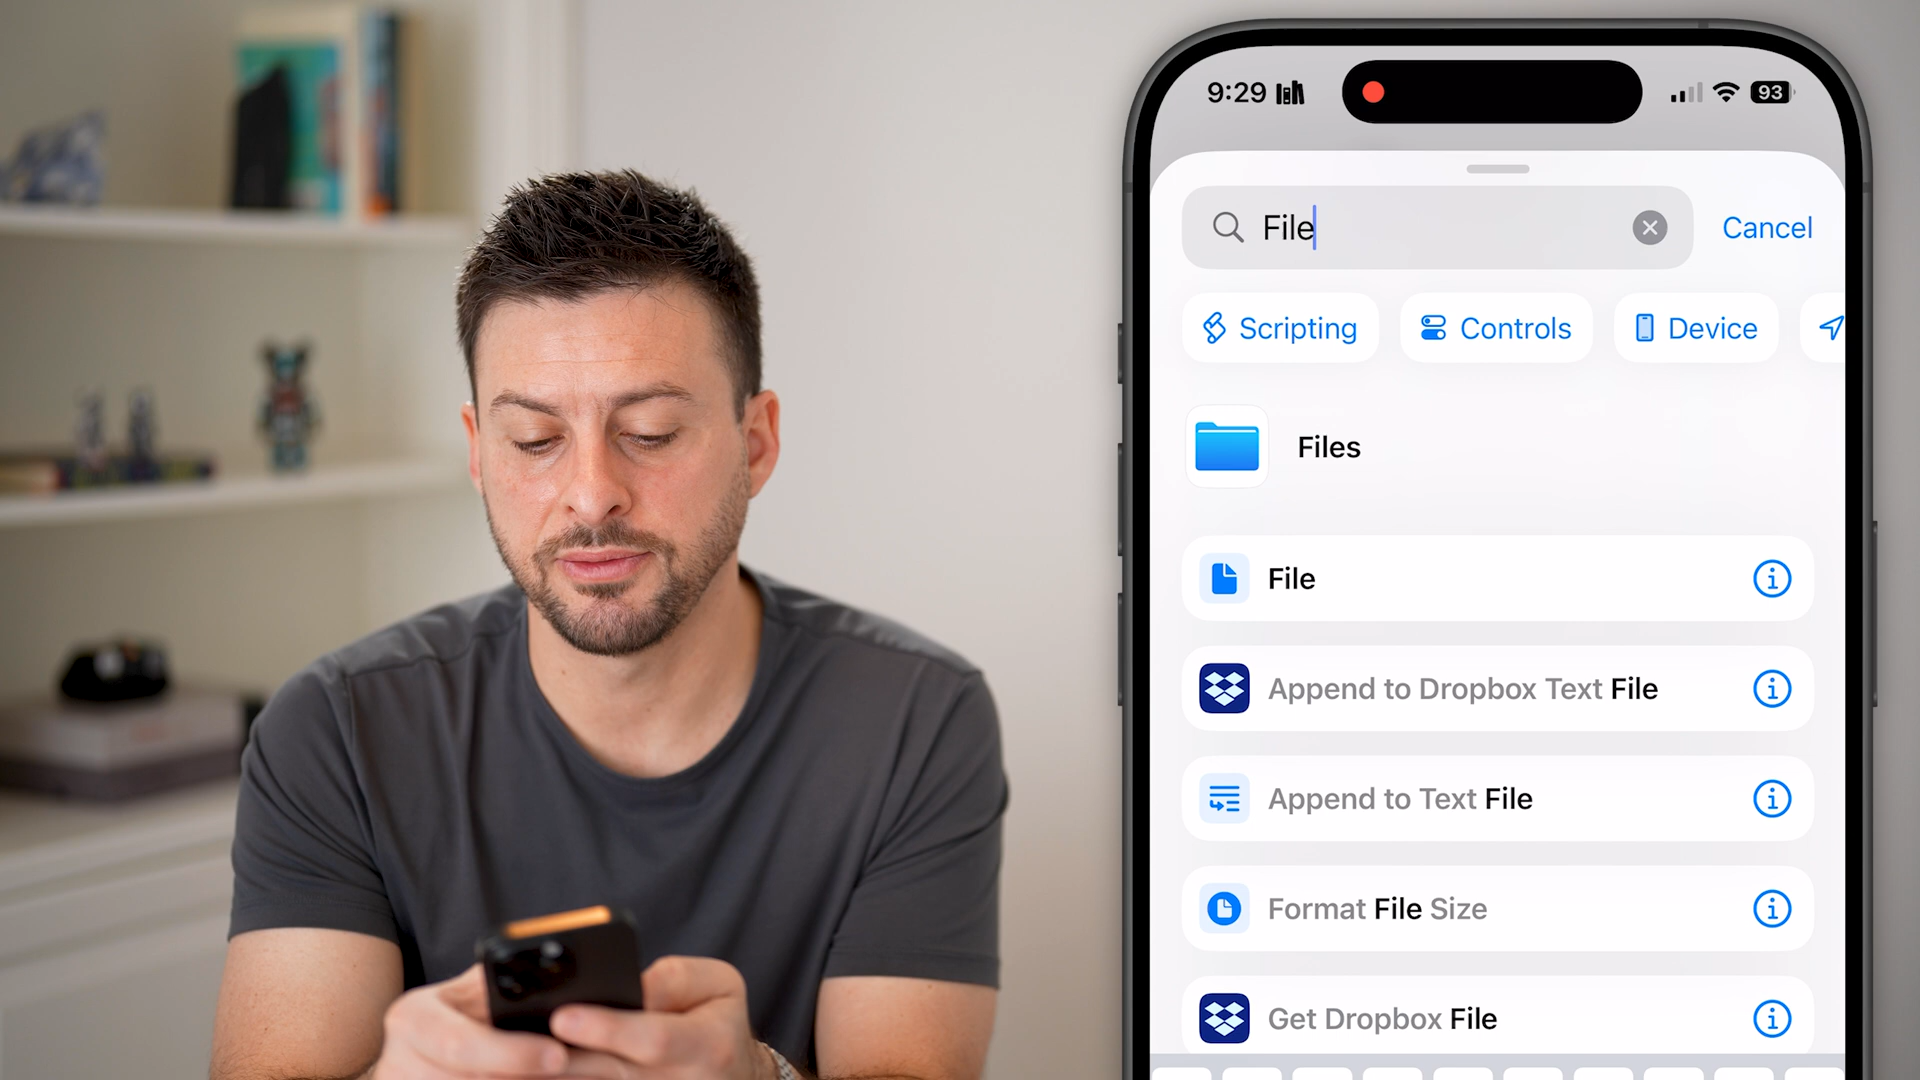 9:29
93
File
Cancel
Scripting
Controls
Device
Files
File
Append to Dropbox Text File
Append to Text File
Format File Size
Get Dropbox File